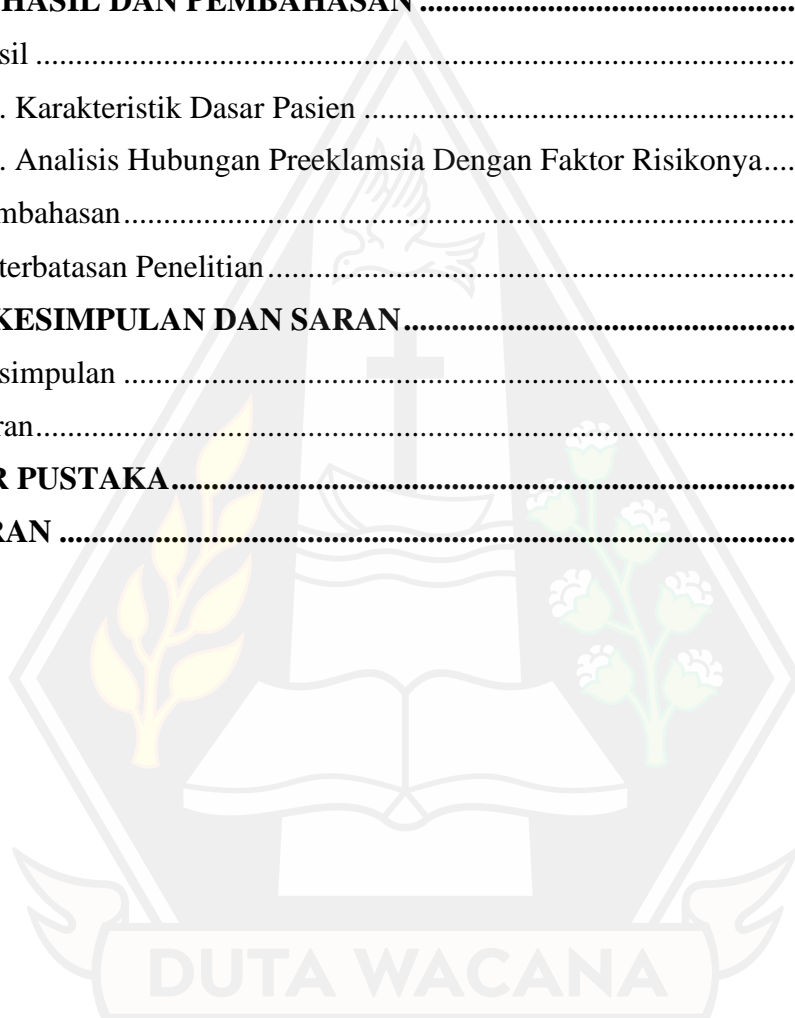 HASIL DAN PEMBAHASAN ..........................................
sil ....................................................................................
. Karakteristik Dasar Pasien ................................................
. Analisis Hubungan Preeklamsia Dengan Faktor Risikonya....
mbahasan.........................................................................
terbatasan Penelitian..........................................................
KESIMPULAN DAN SARAN...........................................
simpulan .........................................................................
ran...................................................................................
R PUSTAKA.....................................................................
RAN ..................................................................................
DUTA WACANA